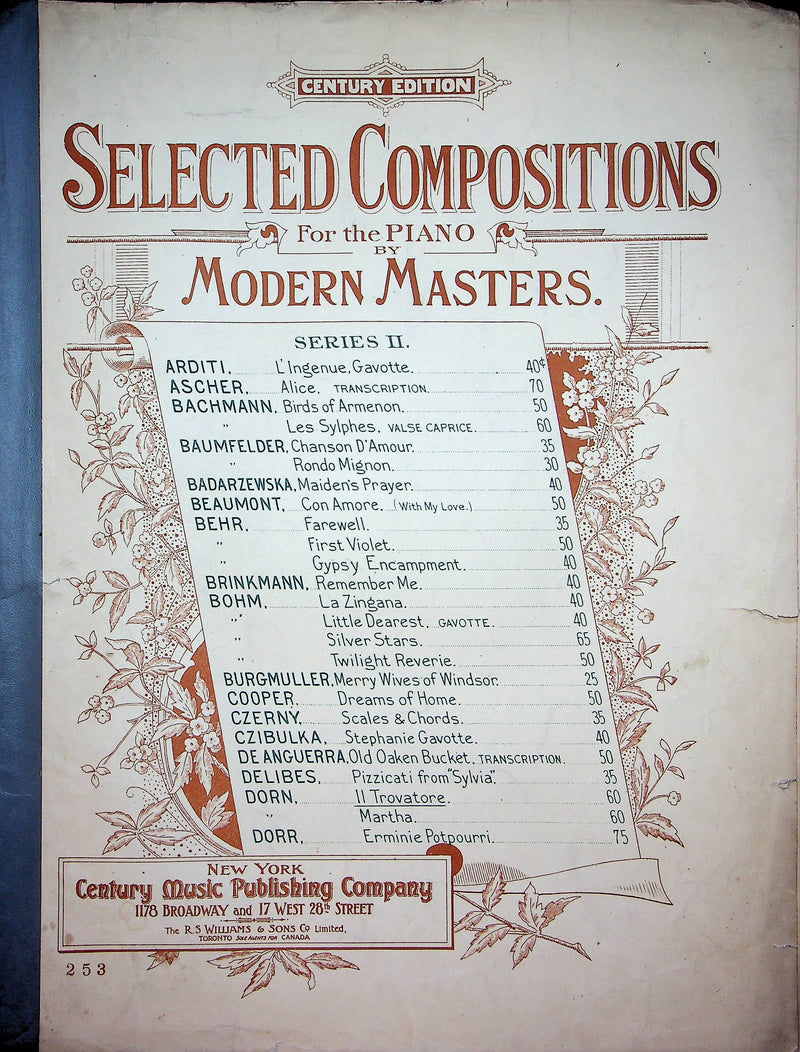 CENTURY EDITION
SELECTED COMPOSITIONS
For the PIANO
BY
MODERN MASTERS.
SERIES II.
ARDITI. L'Ingenue, Gavotte. 40¢
ASCHER. Alice. TRANSCRIPTION. 70
BACHMANN. Birds of Armenon. 50
" Les Sylphes. VALSE CAPRICE. 60
BAUMFELDER. Chanson D'Amour. 35
" Rondo Mignon. 30
BADARZEWSKA. Maiden's Prayer. 40
BEAUMONT. Con Amore. (With My Love.) 50
BEHR. Farewell. 35
" First Violet. 50
" Gypsy Encampment. 40
BRINKMANN. Remember Me. 40
BOHM. La Zingana. 40
" Little Dearest. GAVOTTE. 40
" Silver Stars. 65
" Twilight Reverie. 50
BURGMULLER. Merry Wives of Windsor. 25
COOPER. Dreams of Home. 50
CZERNY. Scales & Chords. 35
CZIBULKA. Stephanie Gavotte. 40
DE ANGUERRA. Old Oaken Bucket. TRANSCRIPTION. 50
DELIBES. Pizzicati from "Sylvia". 35
DORN. Il Trovatore. 60
" Martha. 60
DORR. Erminie Potpourri. 75
NEW YORK
Century Music Publishing Company
1178 BROADWAY and 17 WEST 28th STREET
The R. S. WILLIAMS & SONS Co Limited,
TORONTO SOLE AGENTS FOR CANADA
253